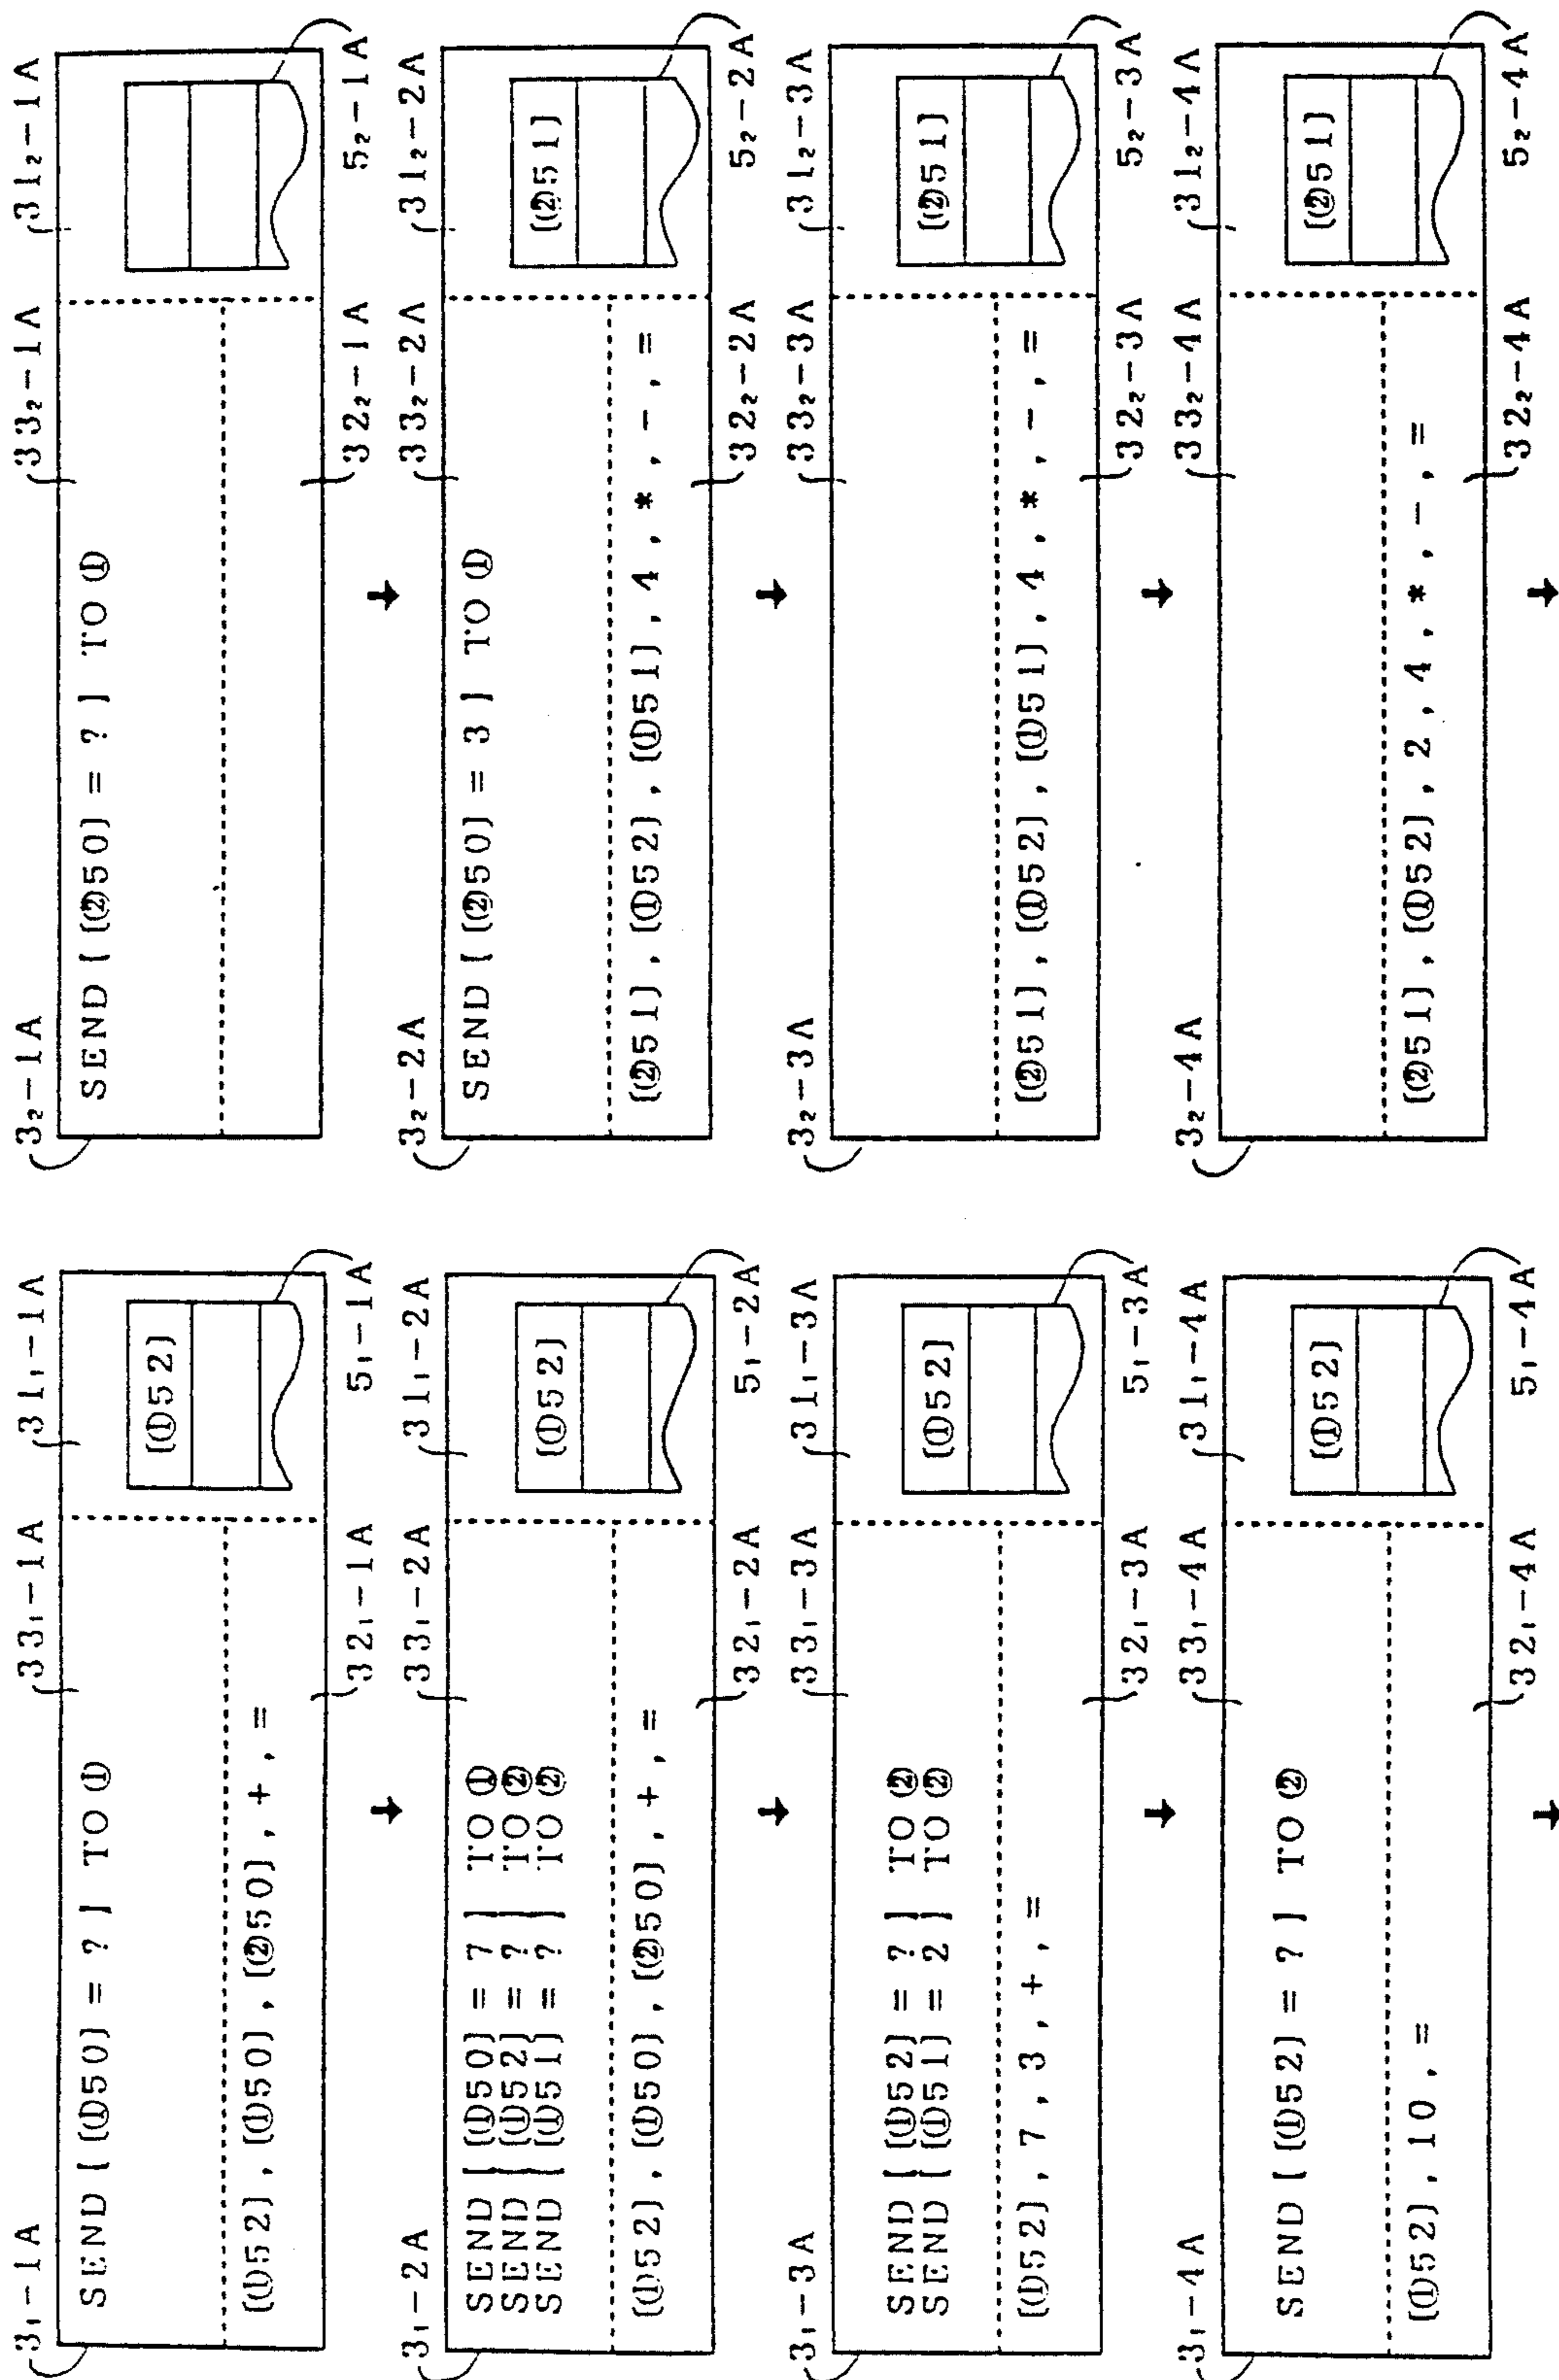 3₁-1A 33₁-1A 31₁-1A
SEND [ [①50] = ? ] TO ①
[①52]
[①52], [①50], [②50], +, =
32₁-1A 5₁-1A
↓
3₁-2A 33₁-2A 31₁-2A
SEND [ [①50] = 7 ] TO ①
SEND [ [①52] = ? ] TO ②
SEND [ [①51] = ? ] TO ②
[①52]
[①52], [①50], [②50], +, =
32₁-2A 5₁-2A
↓
3₁-3A 33₁-3A 31₁-3A
SEND [ [①52] = ? ] TO ②
SEND [ [①51] = 2 ] TO ②
[①52]
[①52], 7, 3, +, =
32₁-3A 5₁-3A
↓
3₁-4A 33₁-4A 31₁-4A
SEND [ [①52] = ? ] TO ②
[①52]
[①52], 10, =
32₁-4A 5₁-4A
↓
3₂-1A 33₂-1A 31₂-1A
SEND [ [②50] = ? ] TO ①
32₂-1A 5₂-1A
↓
3₂-2A 33₂-2A 31₂-2A
SEND [ [②50] = 3 ] TO ①
[②51]
[②51], [①52], [①51], 4, *, -, =
32₂-2A 5₂-2A
↓
3₂-3A 33₂-3A 31₂-3A
[②51]
[②51], [①52], [①51], 4, *, -, =
32₂-3A 5₂-3A
↓
3₂-4A 33₂-4A 31₂-4A
[②51]
[②51], [①52], 2, 4, *, -, =
32₂-4A 5₂-4A
↓